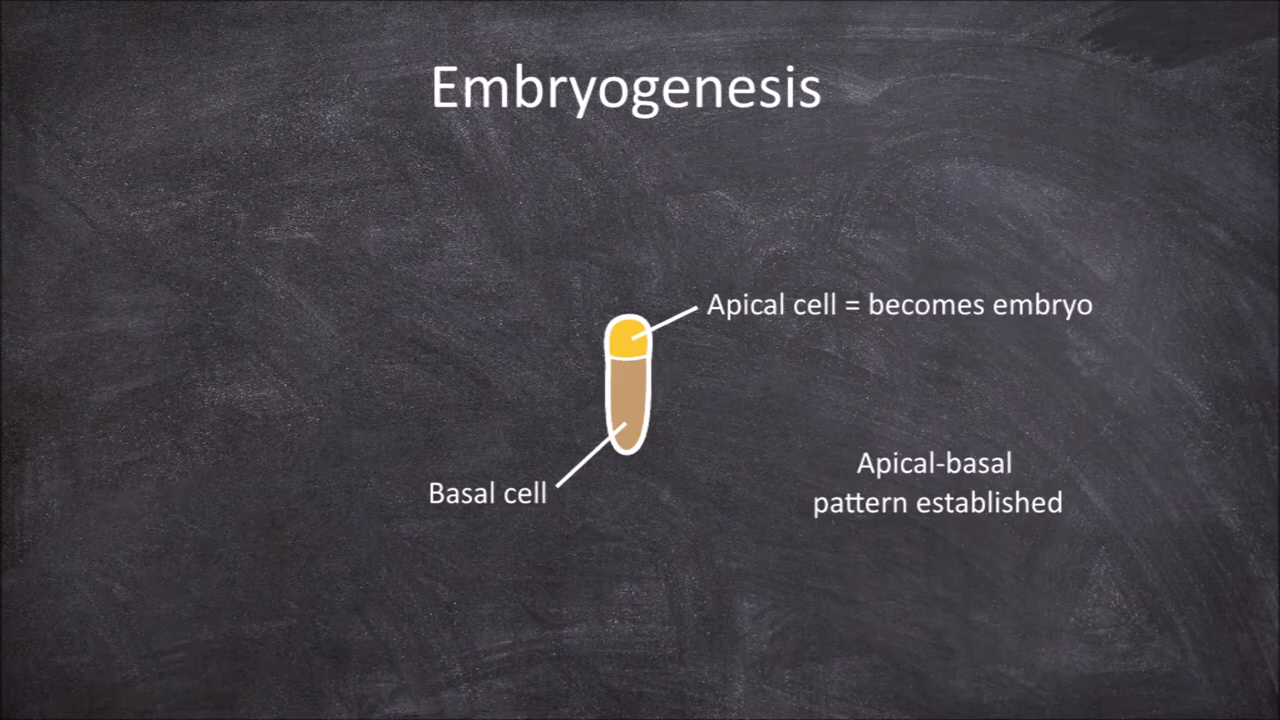 Embryogenesis
Apical cell = becomes embryo
Basal cell
Apical-basal
pattern established